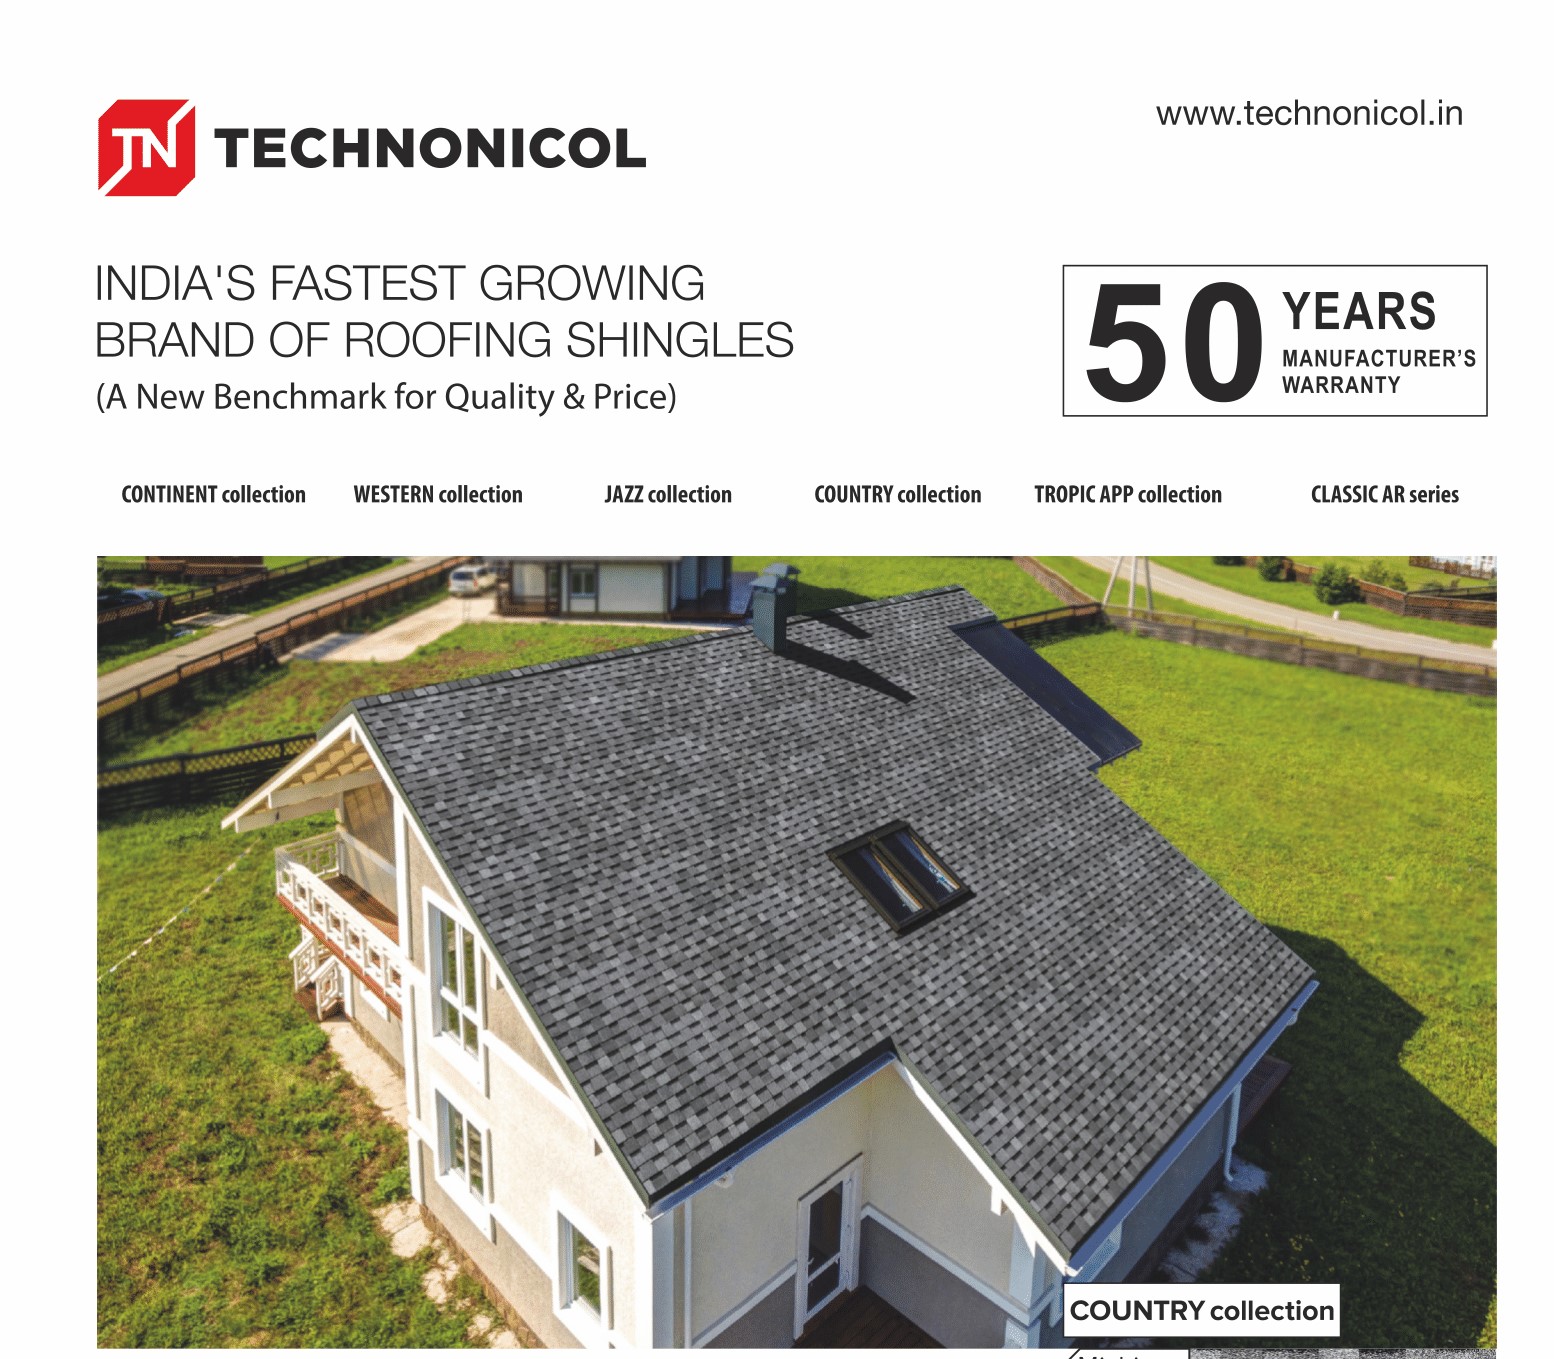 TN TECHNONICOL
www.technonicol.in
INDIA'S FASTEST GROWING
BRAND OF ROOFING SHINGLES
(A New Benchmark for Quality & Price)
50 YEARS
MANUFACTURER'S
WARRANTY
CONTINENT collection WESTERN collection JAZZ collection COUNTRY collection TROPIC APP collection CLASSIC AR series
COUNTRY collection